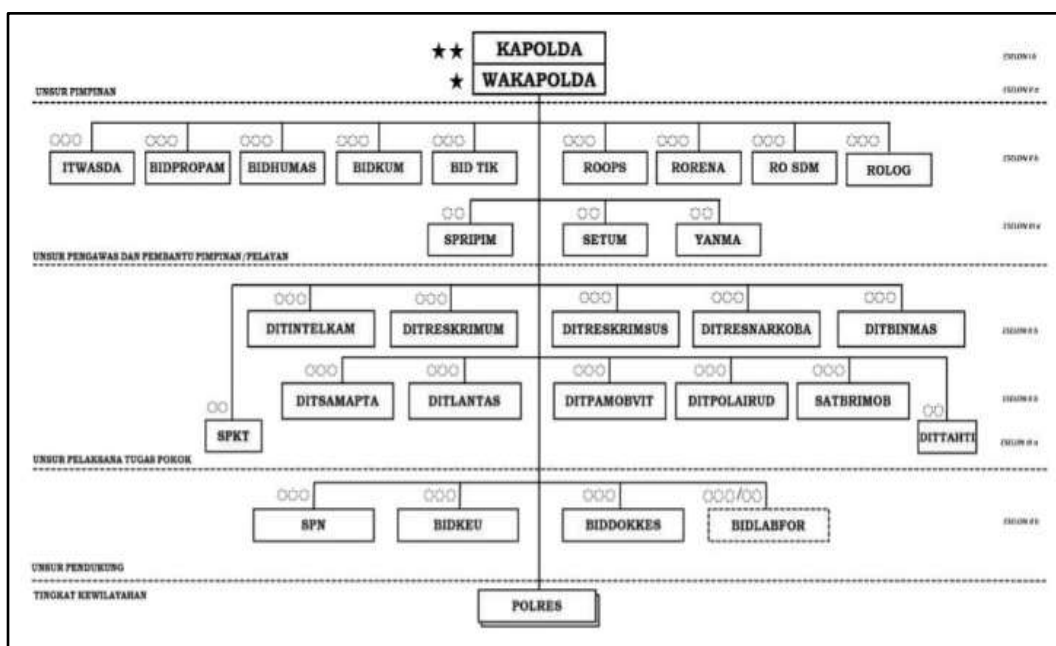 KAPOLDA
WAKAPOLDA
UNSUR PIMPINAN
ITWASDA
BIDPROPAM
BIDHUMAS
BIDKUM
BID TIK
ROOPS
RORENA
RO SDM
ROLOG
SPRIPIM
SETUM
YANMA
UNSUR PENGAWAS DAN PEMBANTU PIMPINAN/PELAYAN
DITINTELKAM
DITRESKRIMUM
DITRESKRIMSUS
DITRESNARKOBA
DITBINMAS
DITSAMAPTA
DITLANTAS
DITPAMOBVIT
DITPOLAIRUD
SATBRIMOB
SPKT
DITTAHTI
UNSUR PELAKSANA TUGAS POKOK
SPN
BIDKEU
BIDDOKKES
BIDLABFOR
UNSUR PENDUKUNG
TINGKAT KEWILAYAHAN
POLRES